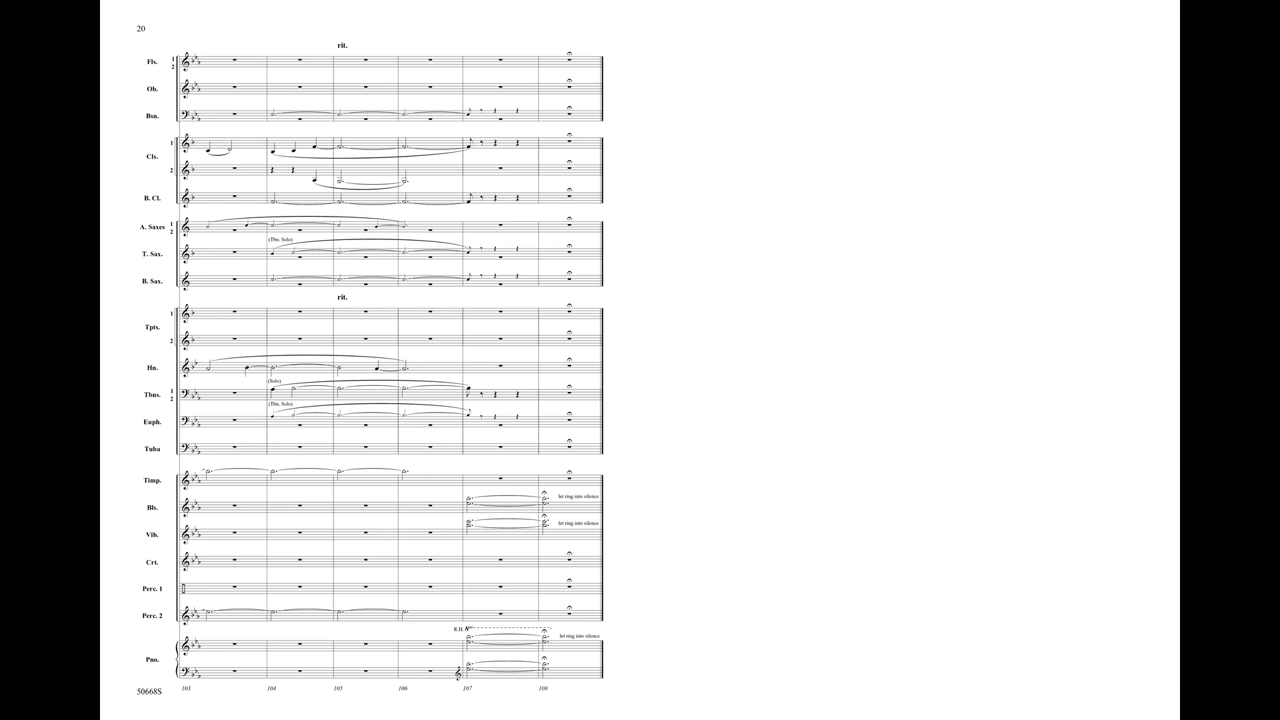 20
rit.
Fls. 1 2
Ob.
Bsn.
Cls. 1
2
B. Cl.
A. Saxes 1 2
(Tbn. Solo)
T. Sax.
B. Sax.
rit.
Tpts. 1
2
Hn.
(Solo)
Tbns. 1 2
(Tbn. Solo)
Euph.
Tuba
Timp.
let ring into silence
Bls.
let ring into silence
Vib.
Crt.
Perc. 1
Perc. 2
R.H. 8va
let ring into silence
Pno.
50668S 103 104 105 106 107 108